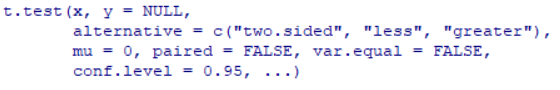 t.test(x, y = NULL,
alternative = c("two.sided", "less", "greater"),
mu = 0, paired = FALSE, var.equal = FALSE,
conf.level = 0.95, ...)